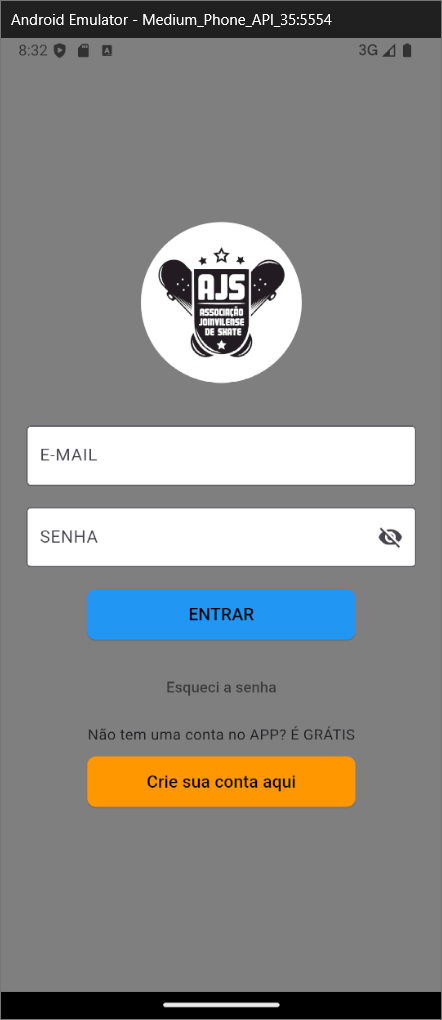 Android Emulator - Medium_Phone_API_35:5554
8:32
A
3G
AJS
ASSOCIAÇÃO
JOINVILENSE
DE SKATE
E-MAIL
SENHA
ENTRAR
Esqueci a senha
Não tem uma conta no APP? É GRÁTIS
Crie sua conta aqui